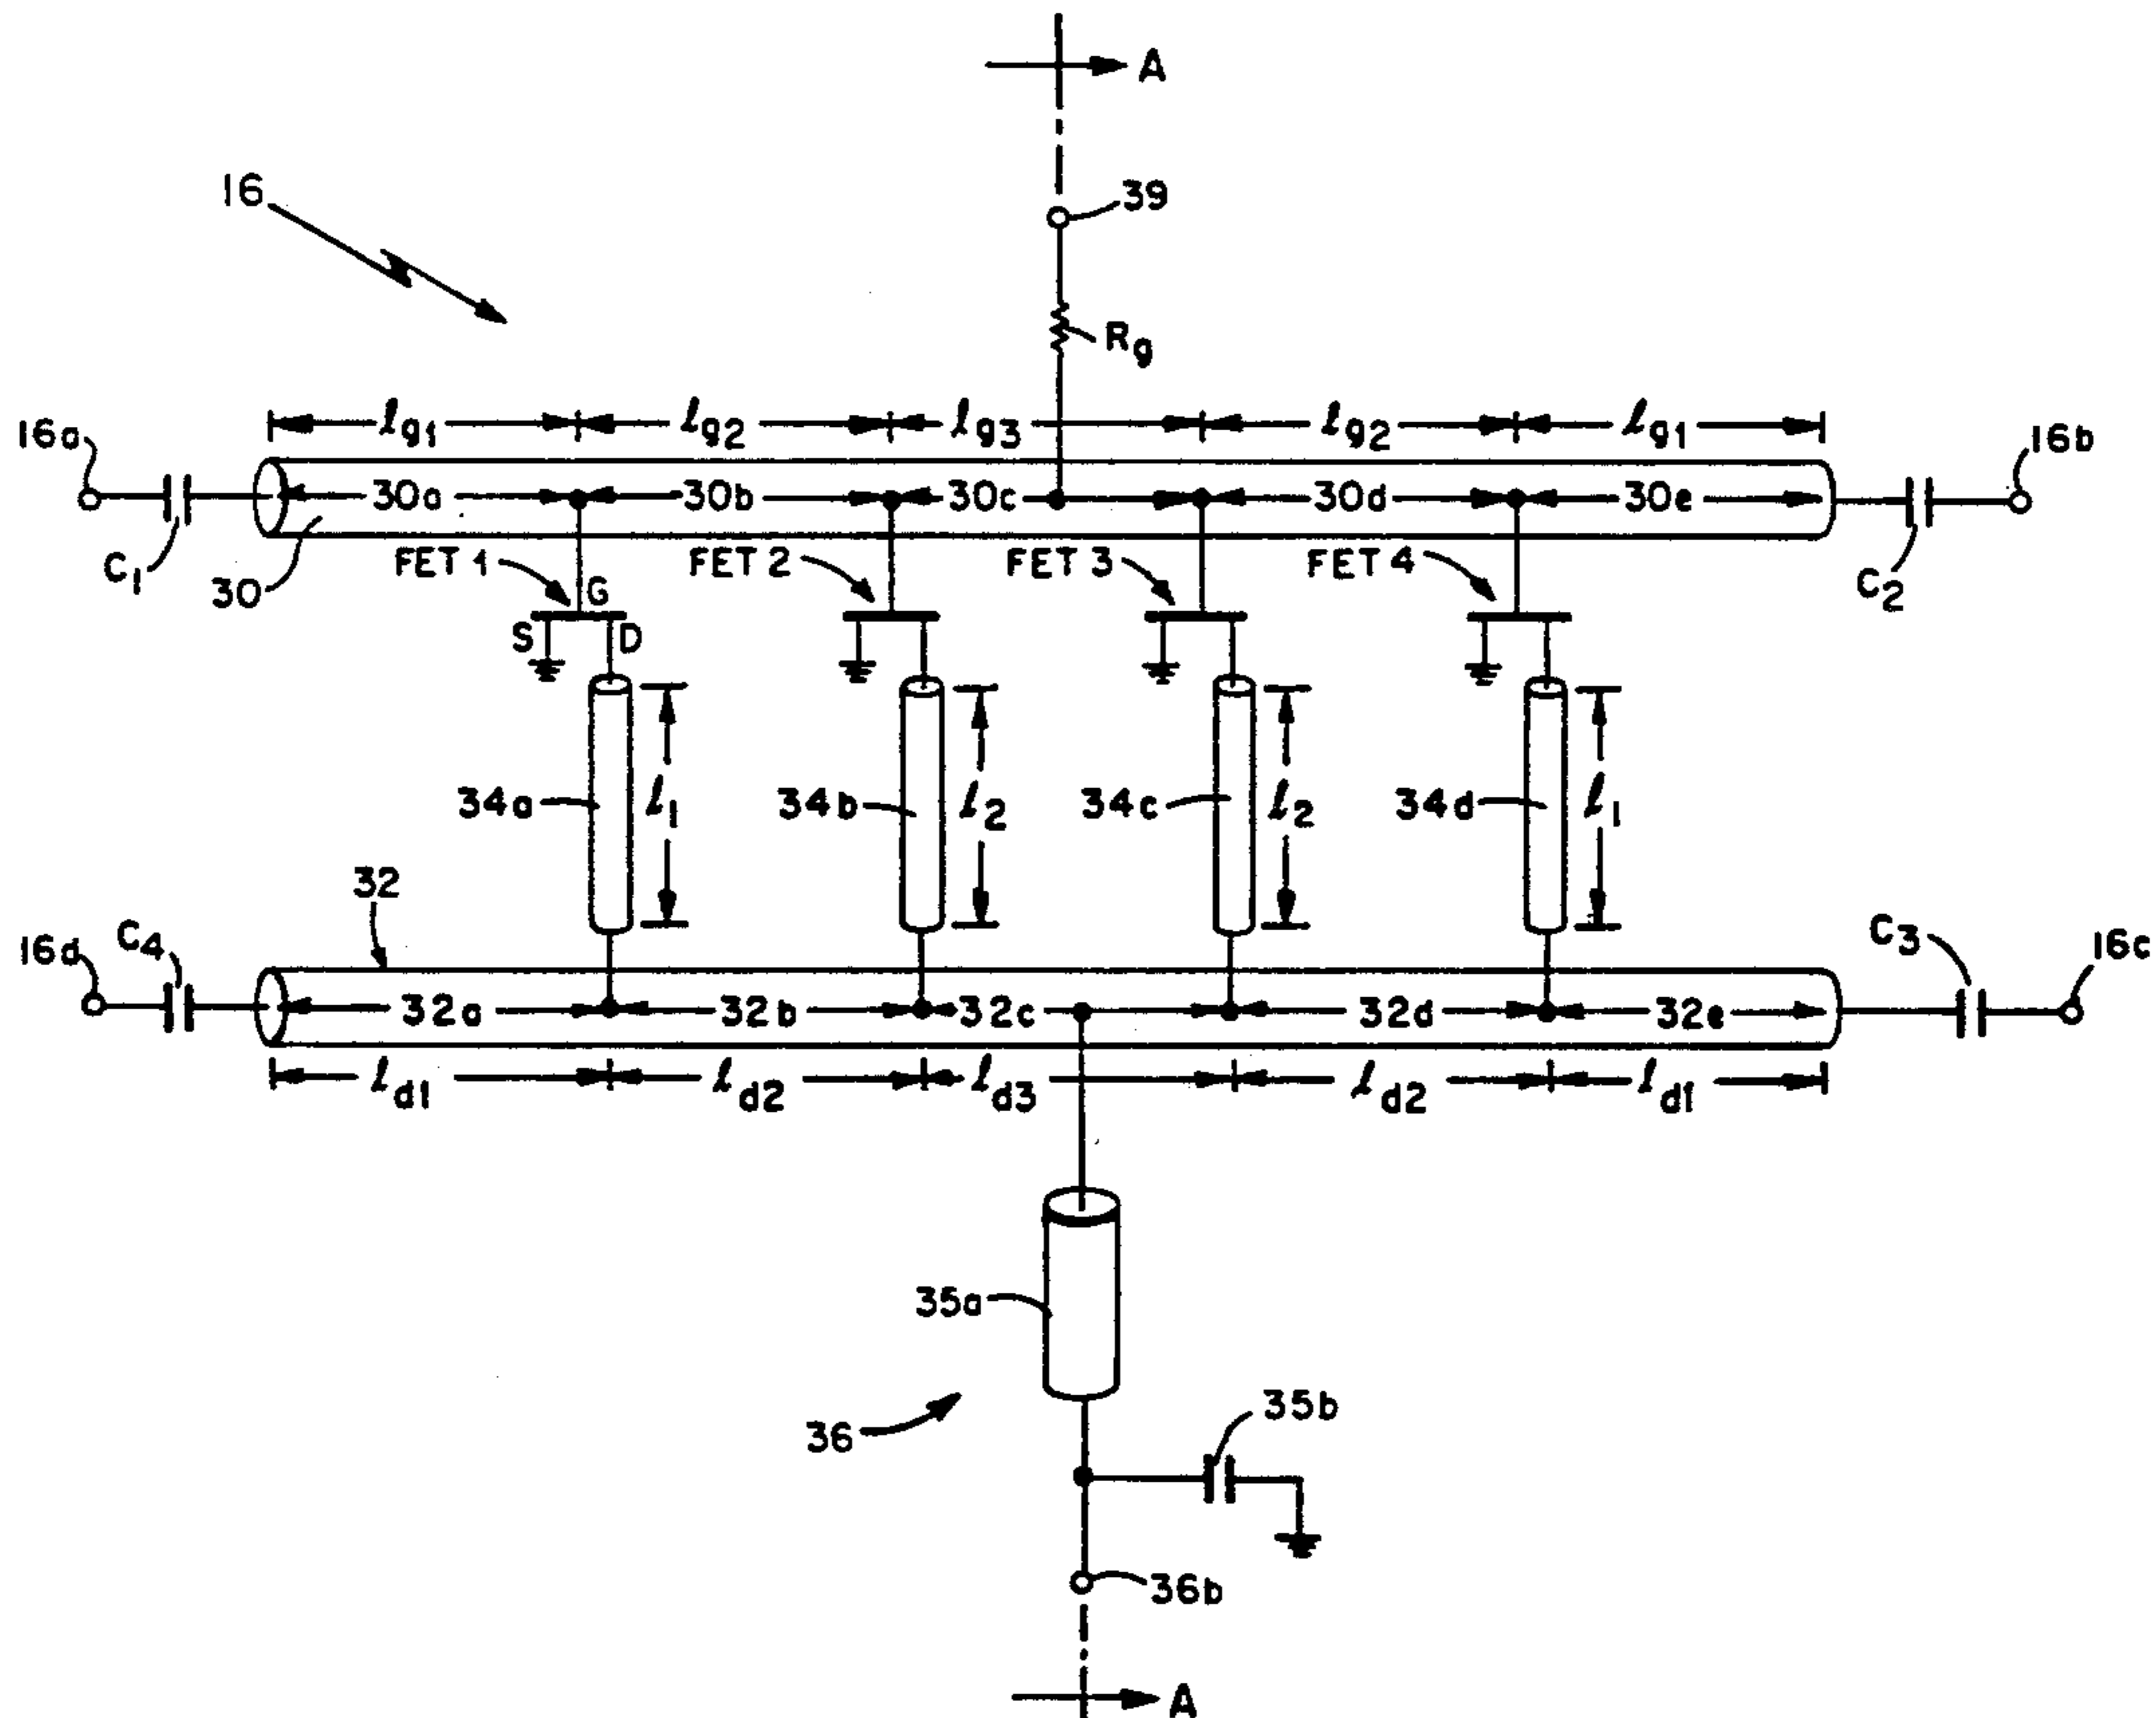 A
16
39
Rg
lg1 lg2 lg3 lg2 lg1
16a 16b
30a 30b 30c 30d 30e
C1 30 FET 1 FET 2 FET 3 FET 4 C2
G
S D
34a l1 34b l2 34c l2 34d l1
32
16d C4 C3 16c
32a 32b 32c 32d 32e
ld1 ld2 ld3 ld2 ld1
35a
35b
36
36b
A